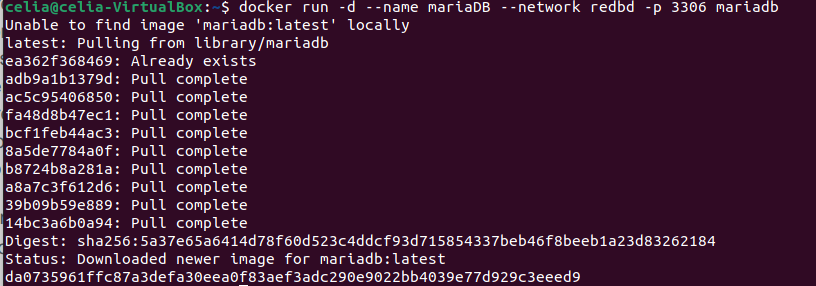 celia@celia-VirtualBox:~$ docker run -d --name mariaDB --network redbd -p 3306 mariadb
Unable to find image 'mariadb:latest' locally
latest: Pulling from library/mariadb
ea362f368469: Already exists
adb9a1b1379d: Pull complete
ac5c95406850: Pull complete
fa48d8b47ec1: Pull complete
bcf1feb44ac3: Pull complete
8a5de7784a0f: Pull complete
b8724b8a281a: Pull complete
a8a7c3f612d6: Pull complete
39b09b59e889: Pull complete
14bc3a6b0a94: Pull complete
Digest: sha256:5a37e65a6414d78f60d523c4ddcf93d715854337beb46f8beeb1a23d83262184
Status: Downloaded newer image for mariadb:latest
da0735961ffc87a3defa30eea0f83aef3adc290e9022bb4039e77d929c3eeed9